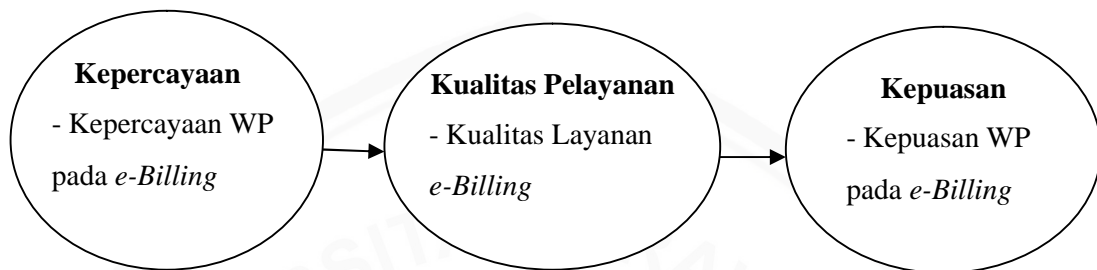 Kepercayaan
- Kepercayaan WP
pada e-Billing
Kualitas Pelayanan
- Kualitas Layanan
e-Billing
Kepuasan
- Kepuasan WP
pada e-Billing